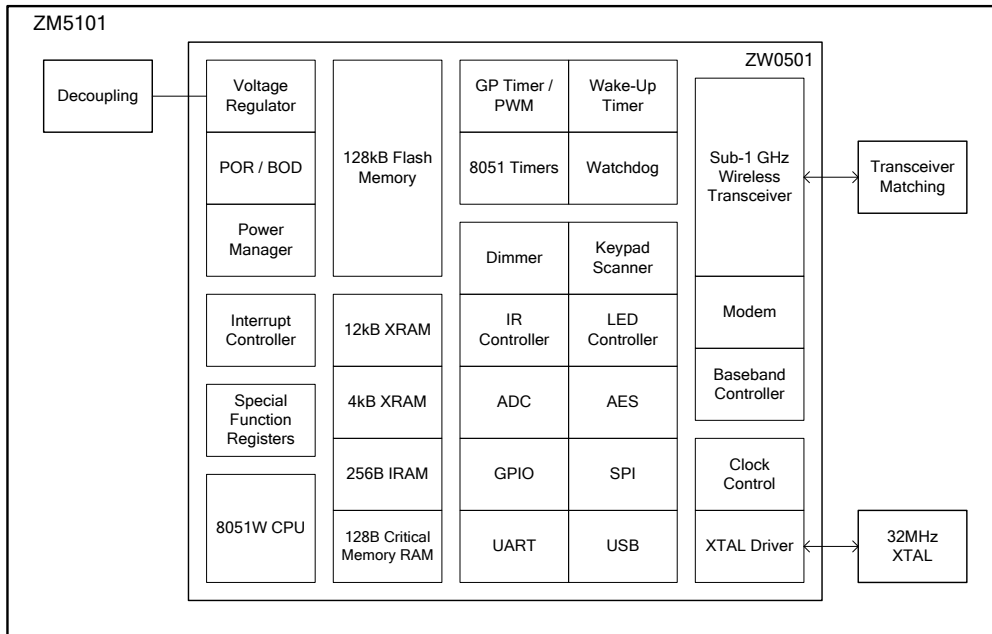 ZM5101
ZW0501
Decoupling
Voltage
Regulator
POR / BOD
Power
Manager
Interrupt
Controller
Special
Function
Registers
8051W CPU
128kB Flash
Memory
12kB XRAM
4kB XRAM
256B IRAM
128B Critical
Memory RAM
GP Timer /
PWM
Wake-Up
Timer
8051 Timers
Watchdog
Dimmer
Keypad
Scanner
IR
Controller
LED
Controller
ADC
AES
GPIO
SPI
UART
USB
Sub-1 GHz
Wireless
Transceiver
Modem
Baseband
Controller
Clock
Control
XTAL Driver
Transceiver
Matching
32MHz
XTAL